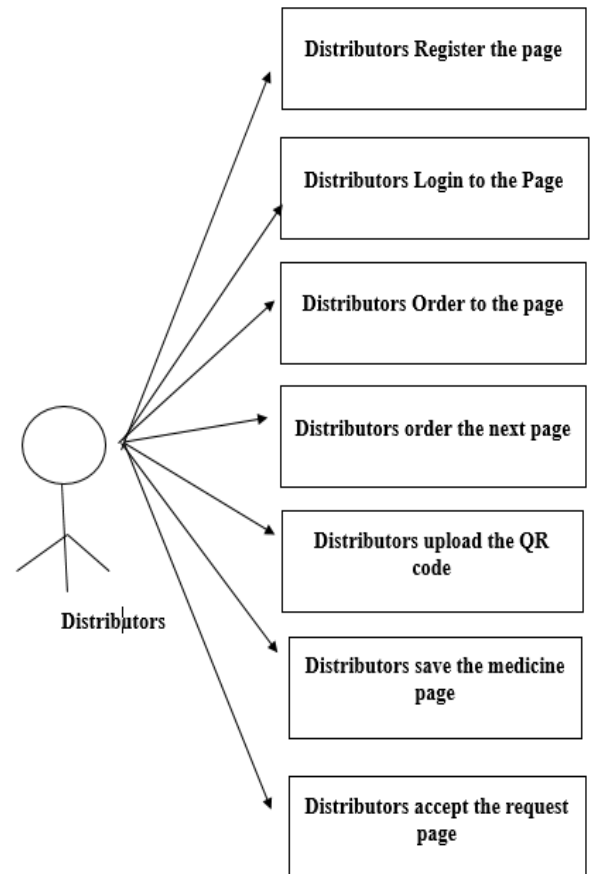 Distributors Register the page
Distributors Login to the Page
Distributors Order to the page
Distributors order the next page
Distributors upload the QR
code
Distributors
Distributors save the medicine
page
Distributors accept the request
page